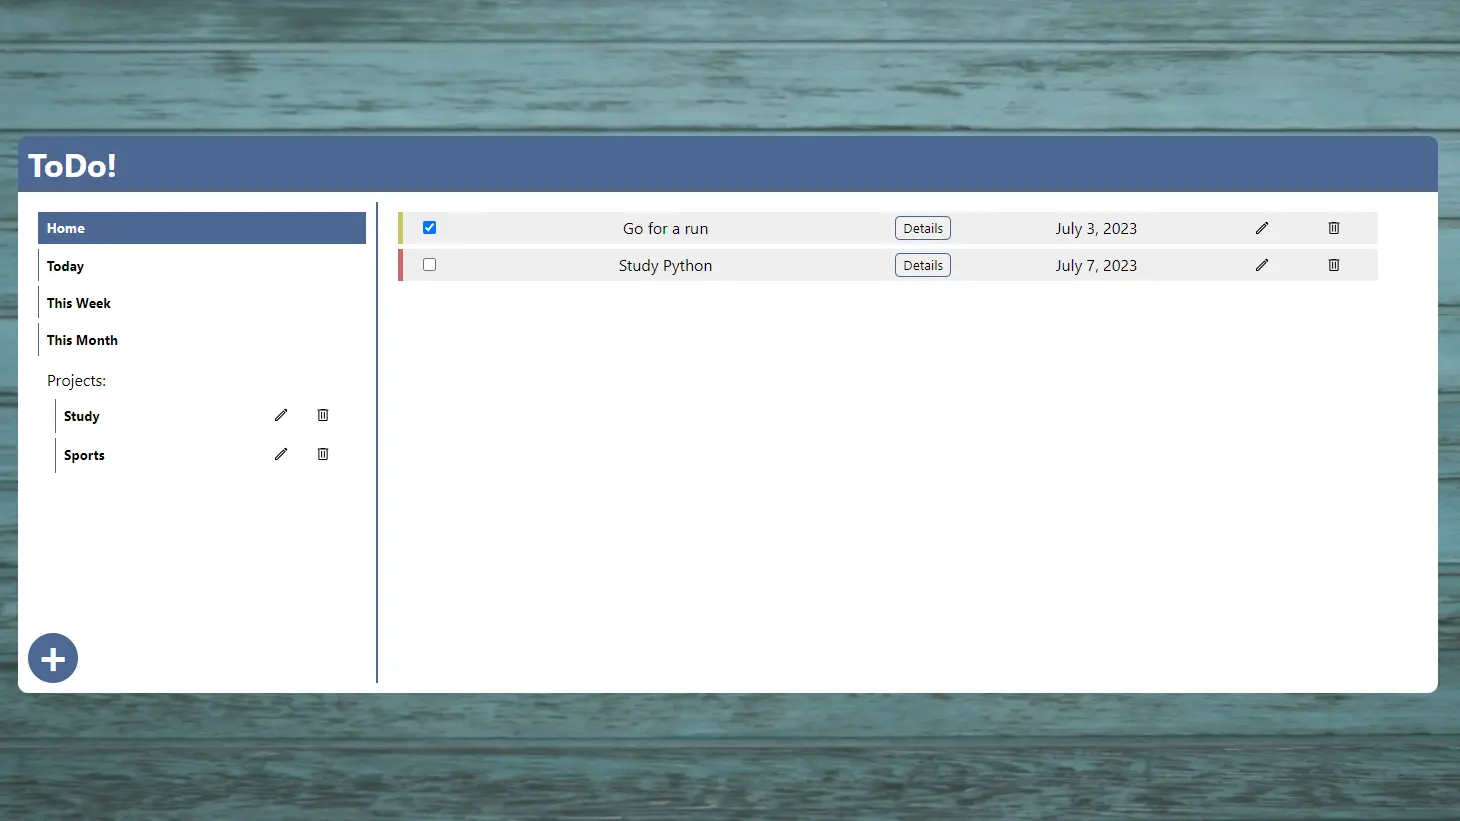 ToDo!
Home
Today
This Week
This Month
Projects:
Study
Sports
Go for a run Details July 3, 2023
Study Python Details July 7, 2023